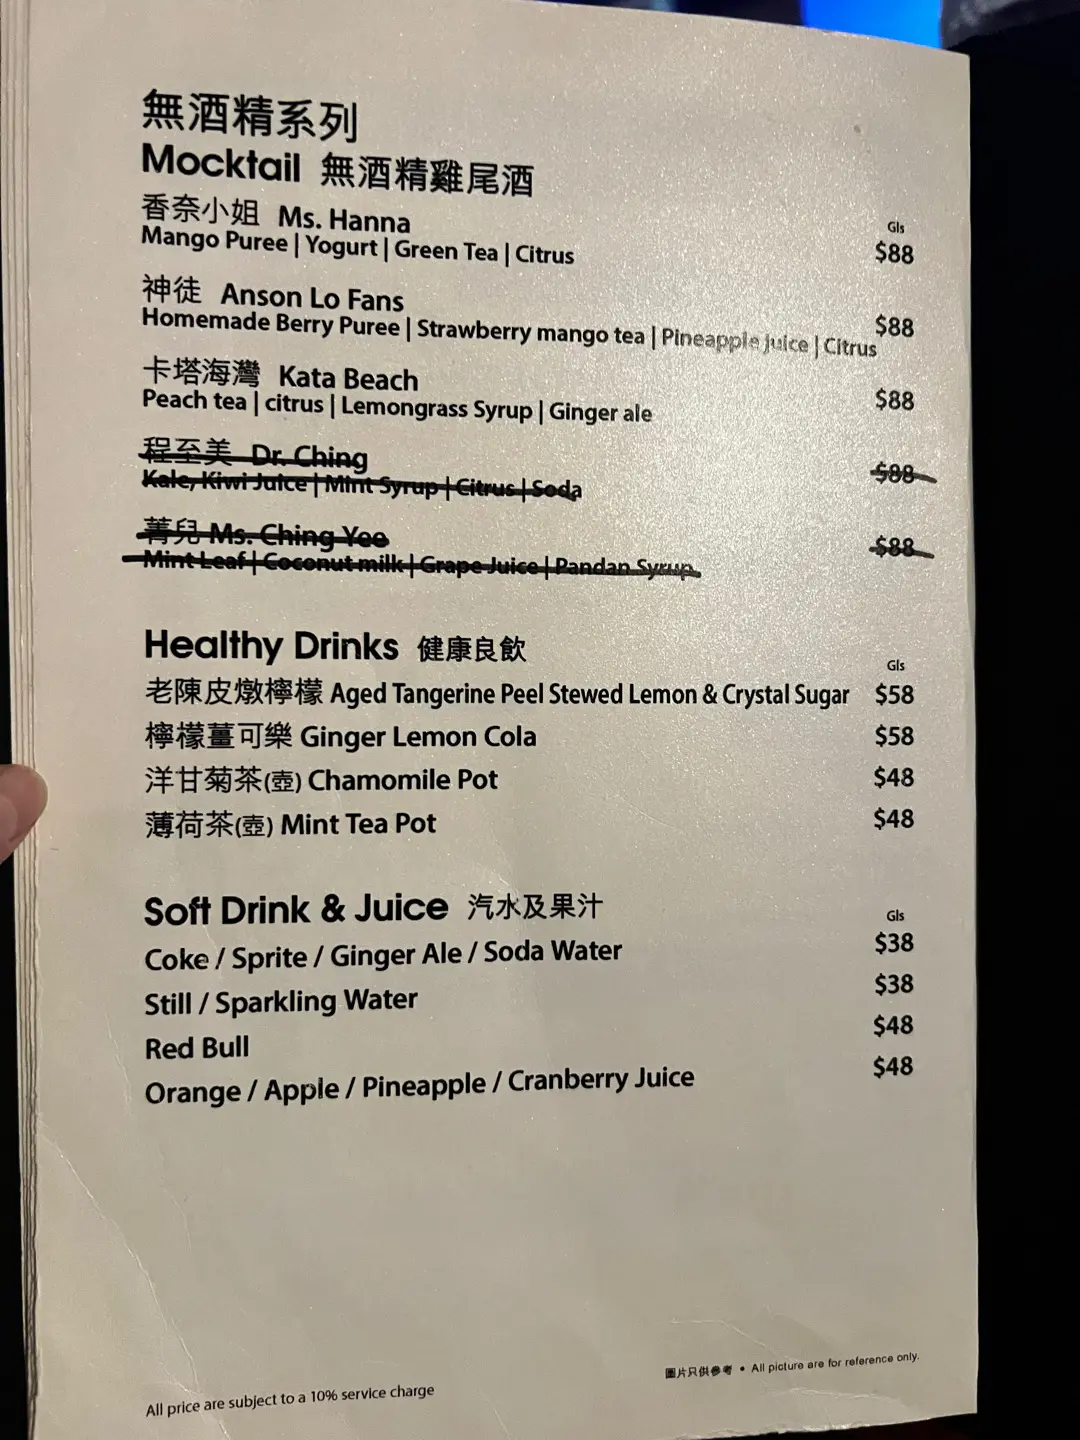 無酒精系列
Mocktail 無酒精雞尾酒
香奈小姐 Ms. Hanna
Gls
Mango Puree | Yogurt | Green Tea | Citrus $88
神徒 Anson Lo Fans
Homemade Berry Puree | Strawberry mango tea | Pineapple juice | Citrus $88
卡塔海灣 Kata Beach
Peach tea | citrus | Lemongrass Syrup | Ginger ale $88
程至美 Dr. Ching
Kale, Kiwi Juice | Mint Syrup | Citrus | Soda $88
菁兒 Ms. Ching Yee
Mint Leaf | Coconut milk | Grape Juice | Pandan Syrup $88
Healthy Drinks 健康良飲
Gls
老陳皮燉檸檬 Aged Tangerine Peel Stewed Lemon & Crystal Sugar $58
檸檬薑可樂 Ginger Lemon Cola $58
洋甘菊茶(壺) Chamomile Pot $48
薄荷茶(壺) Mint Tea Pot $48
Soft Drink & Juice 汽水及果汁
Gls
Coke / Sprite / Ginger Ale / Soda Water $38
Still / Sparkling Water $38
Red Bull $48
Orange / Apple / Pineapple / Cranberry Juice $48
圖片只供參考 • All picture are for reference only.
All price are subject to a 10% service charge